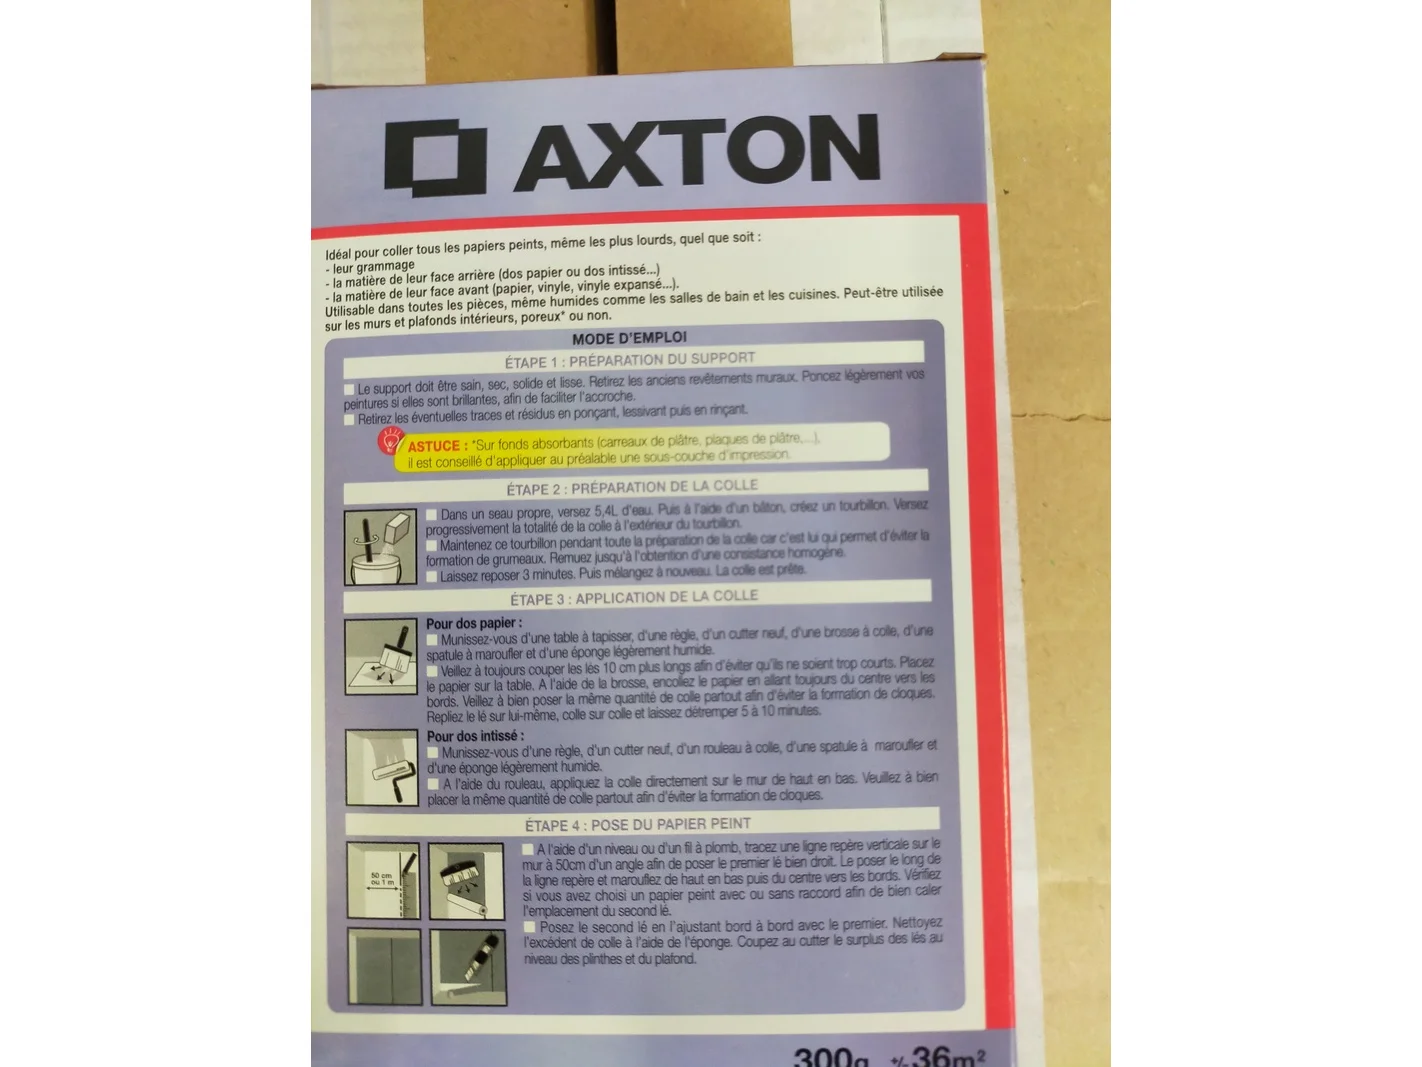 AXTON
Idéal pour coller tous les papiers peints, même les plus lourds, quel que soit :
- leur grammage
- la matière de leur face arrière (dos papier ou dos intissé...)
- la matière de leur face avant (papier, vinyle, vinyle expansé...).
Utilisable dans toutes les pièces, même humides comme les salles de bain et les cuisines. Peut-être utilisée
sur les murs et plafonds intérieurs, poreux* ou non.
MODE D'EMPLOI
ÉTAPE 1 : PRÉPARATION DU SUPPORT
Le support doit être sain, sec, solide et lisse. Retirez les anciens revêtements muraux. Poncez légèrement vos
peintures si elles sont brillantes, afin de faciliter l'accroche.
Retirez les éventuelles traces et résidus en ponçant, lessivant puis en rinçant.
ASTUCE : *Sur fonds absorbants (carreaux de plâtre, plaques de plâtre,...),
il est conseillé d'appliquer au préalable une sous-couche d'impression.
ÉTAPE 2 : PRÉPARATION DE LA COLLE
Dans un seau propre, versez 5,4L d'eau. Puis à l'aide d'un bâton, créez un tourbillon. Versez
progressivement la totalité de la colle à l'extérieur du tourbillon.
Maintenez ce tourbillon pendant toute la préparation de la colle car c'est lui qui permet d'éviter la
formation de grumeaux. Remuez jusqu'à l'obtention d'une consistance homogène.
Laissez reposer 3 minutes. Puis mélangez à nouveau. La colle est prête.
ÉTAPE 3 : APPLICATION DE LA COLLE
Pour dos papier :
Munissez-vous d'une table à tapisser, d'une règle, d'un cutter neuf, d'une brosse à colle, d'une
spatule à maroufler et d'une éponge légèrement humide.
Veillez à toujours couper les lés 10 cm plus longs afin d'éviter qu'ils ne soient trop courts. Placez
le papier sur la table. A l'aide de la brosse, encollez le papier en allant toujours du centre vers les
bords. Veillez à bien poser la même quantité de colle partout afin d'éviter la formation de cloques.
Repliez le lé sur lui-même, colle sur colle et laissez détremper 5 à 10 minutes.
Pour dos intissé :
Munissez-vous d'une règle, d'un cutter neuf, d'un rouleau à colle, d'une spatule à maroufler et
d'une éponge légèrement humide.
A l'aide du rouleau, appliquez la colle directement sur le mur de haut en bas. Veuillez à bien
placer la même quantité de colle partout afin d'éviter la formation de cloques.
ÉTAPE 4 : POSE DU PAPIER PEINT
50 cm
ou 1 m
A l'aide d'un niveau ou d'un fil à plomb, tracez une ligne repère verticale sur le
mur à 50cm d'un angle afin de poser le premier lé bien droit. Le poser le long de
la ligne repère et marouflez de haut en bas puis du centre vers les bords. Vérifiez
si vous avez choisi un papier peint avec ou sans raccord afin de bien caler
l'emplacement du second lé.
Posez le second lé en l'ajustant bord à bord avec le premier. Nettoyez
l'excédent de colle à l'aide de l'éponge. Coupez au cutter le surplus des lés au
niveau des plinthes et du plafond.
300g +/- 36m²